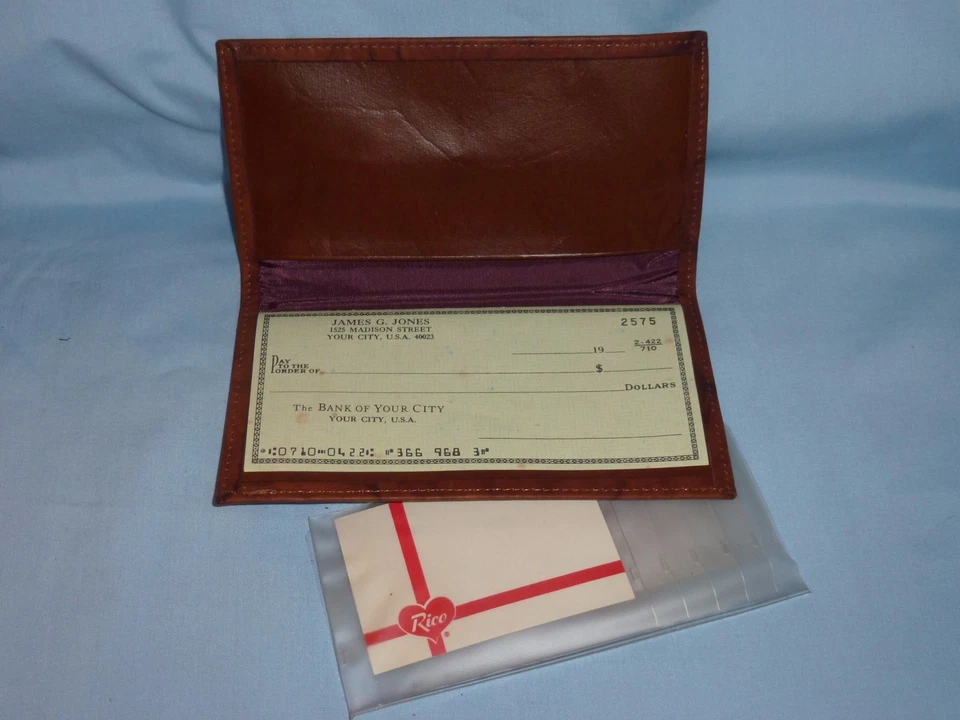 JAMES G. JONES
1525 MADISON STREET
YOUR CITY, U.S.A. 40023
2575
19
2-422
710
PAY
TO THE
ORDER OF
$
DOLLARS
The BANK OF YOUR CITY
YOUR CITY, U.S.A.
⑆0710⑉0422⑆ ⑈366 968 3⑈
Rico
®